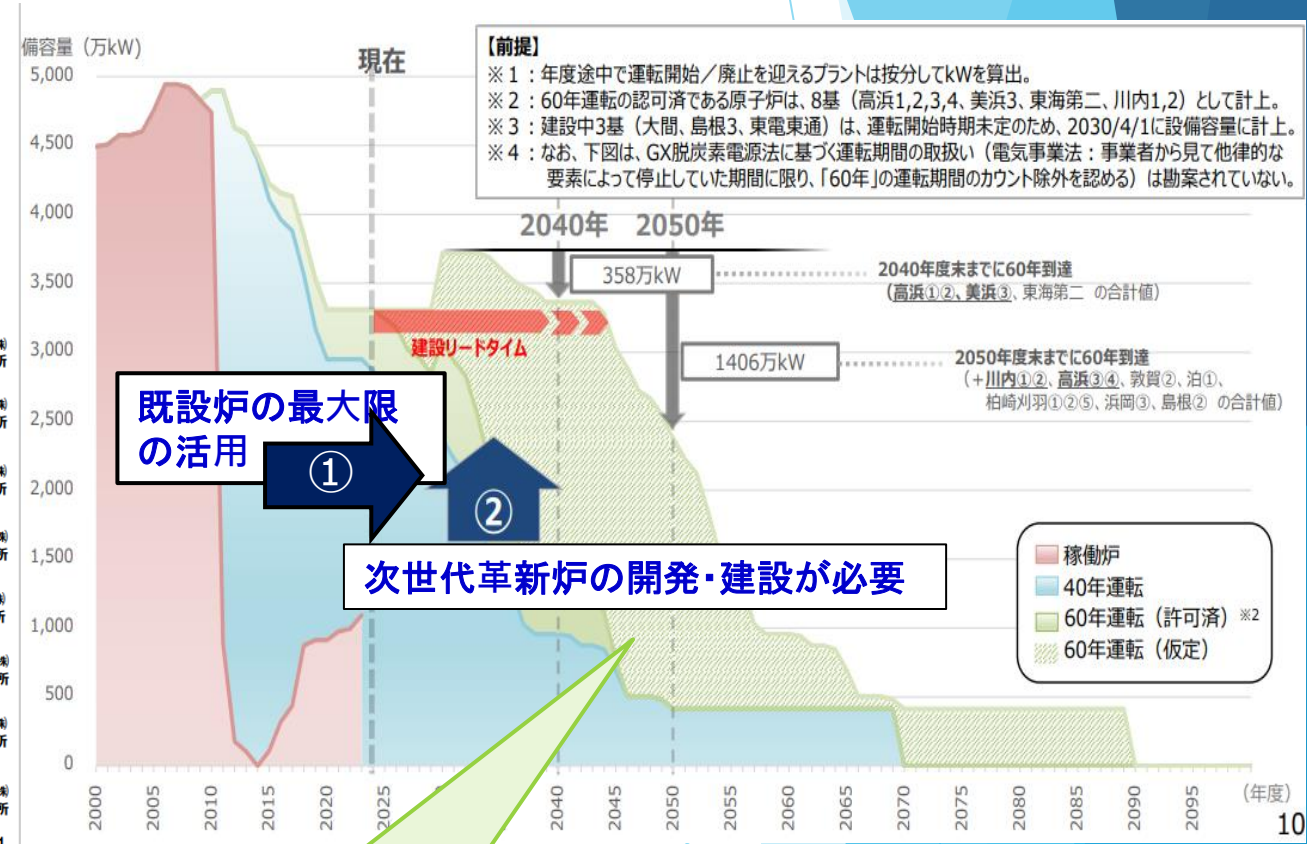 備容量（万kW）
現在
【前提】
※1：年度途中で運転開始／廃止を迎えるプラントは按分してkWを算出。
※2：60年運転の認可済である原子炉は、8基（高浜1,2,3,4、美浜3、東海第二、川内1,2）として計上。
※3：建設中3基（大間、島根3、東電東通）は、運転開始時期未定のため、2030/4/1に設備容量に計上。
※4：なお、下図は、GX脱炭素電源法に基づく運転期間の取扱い（電気事業法：事業者から見て他律的な
要素によって停止していた期間に限り、「60年」の運転期間のカウント除外を認める）は勘案されていない。
5,000
4,500
4,000
3,500
3,000
2,500
2,000
1,500
1,000
500
0
2040年 2050年
358万kW
2040年度末までに60年到達
（高浜①②、美浜③、東海第二 の合計値）
建設リードタイム
1406万kW
2050年度末までに60年到達
（+川内①②、高浜③④、敦賀②、泊①、
柏崎刈羽①②⑤、浜岡③、島根② の合計値）
既設炉の最大限
の活用
①
②
次世代革新炉の開発・建設が必要
稼働炉
40年運転
60年運転（許可済）※2
60年運転（仮定）
2000 2005 2010 2015 2020 2025 2040 2045 2050 2055 2060 2065 2070 2075 2080 2085 2090 2095
（年度）
10